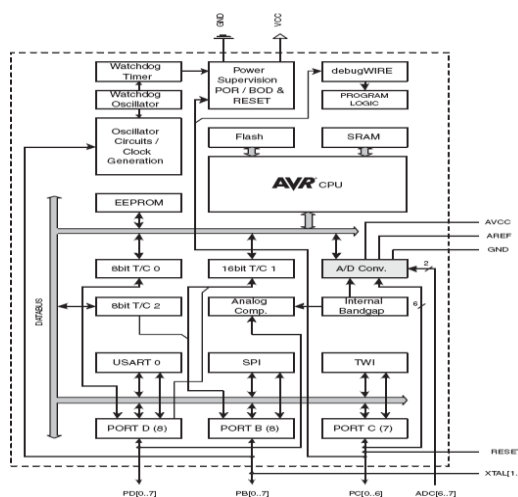 GND
VCC
Watchdog
Timer
Power
Supervision
POR / BOD &
RESET
debugWIRE
Watchdog
Oscillator
PROGRAM
LOGIC
Oscillator
Circuits /
Clock
Generation
Flash
SRAM
AVR CPU
EEPROM
AVCC
AREF
GND
8bit T/C 0
16bit T/C 1
A/D Conv.
2
DATABUS
8bit T/C 2
Analog
Comp.
Internal
Bandgap
6
USART 0
SPI
TWI
PORT D (8)
PORT B (8)
PORT C (7)
RESE
XTAL[1.
PD[0..7]
PB[0..7]
PC[0..6]
ADC[6..7]